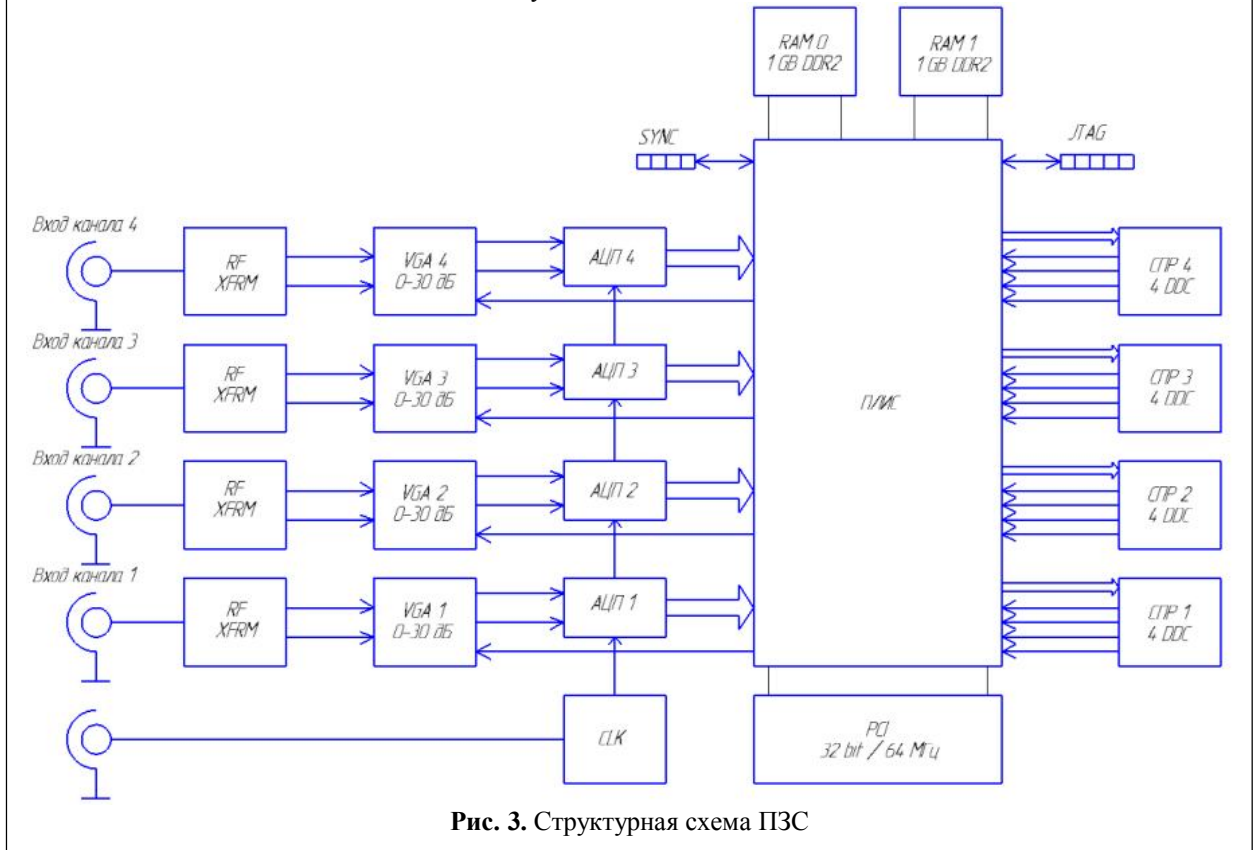 RAM 0
1 GB DDR2
RAM 1
1 GB DDR2
SYNC
JTAG
Вход канала 4
RF
XFRM
VGA 4
0-30 дБ
АЦП 4
СПР 4
4 DDC
Вход канала 3
RF
XFRM
VGA 3
0-30 дБ
АЦП 3
ПЛИС
СПР 3
4 DDC
Вход канала 2
RF
XFRM
VGA 2
0-30 дБ
АЦП 2
СПР 2
4 DDC
Вход канала 1
RF
XFRM
VGA 1
0-30 дБ
АЦП 1
СПР 1
4 DDC
CLK
PCI
32 bit / 64 МГц
Рис. 3. Структурная схема ПЗС